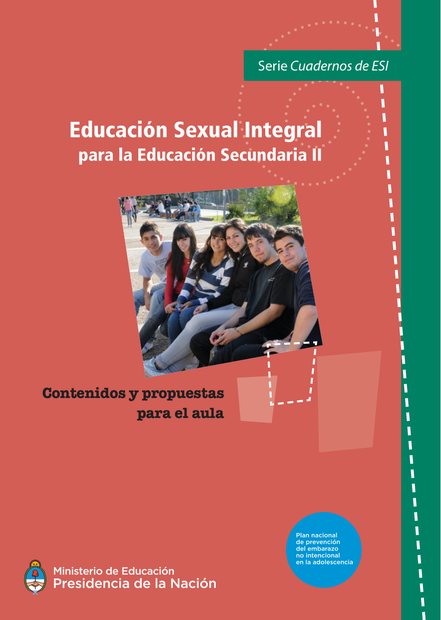 Serie Cuadernos de ESI
Educación Sexual Integral
para la Educación Secundaria II
Contenidos y propuestas
para el aula
Plan nacional
de prevención
del embarazo
no intencional
en la adolescencia
Ministerio de Educación
Presidencia de la Nación